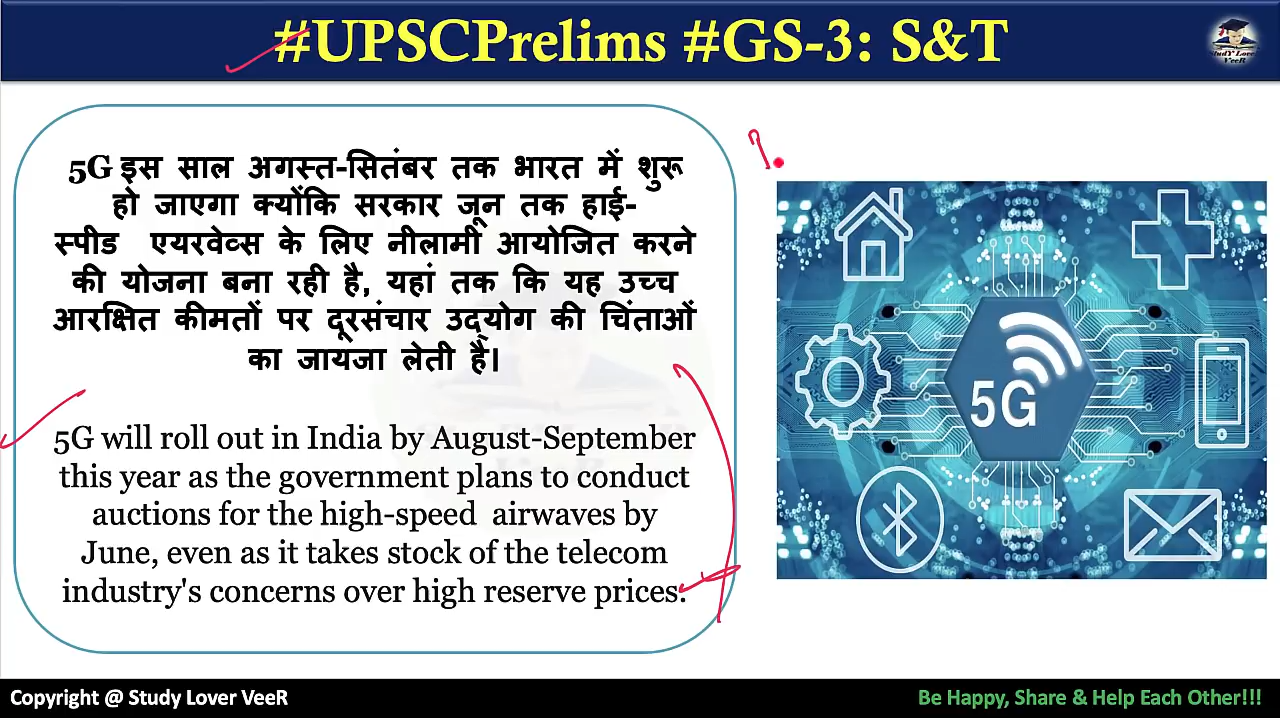 #UPSCPrelims #GS-3: S&T
StudY Lover
VeeR
5G इस साल अगस्त-सितंबर तक भारत में शुरू
हो जाएगा क्योंकि सरकार जून तक हाई-
स्पीड एयरवेव्स के लिए नीलामी आयोजित करने
की योजना बना रही है, यहां तक कि यह उच्च
आरक्षित कीमतों पर दूरसंचार उद्योग की चिंताओं
का जायजा लेती है।
5G will roll out in India by August-September
this year as the government plans to conduct
auctions for the high-speed airwaves by
June, even as it takes stock of the telecom
industry's concerns over high reserve prices.
5G
Copyright @ Study Lover VeeR
Be Happy, Share & Help Each Other!!!